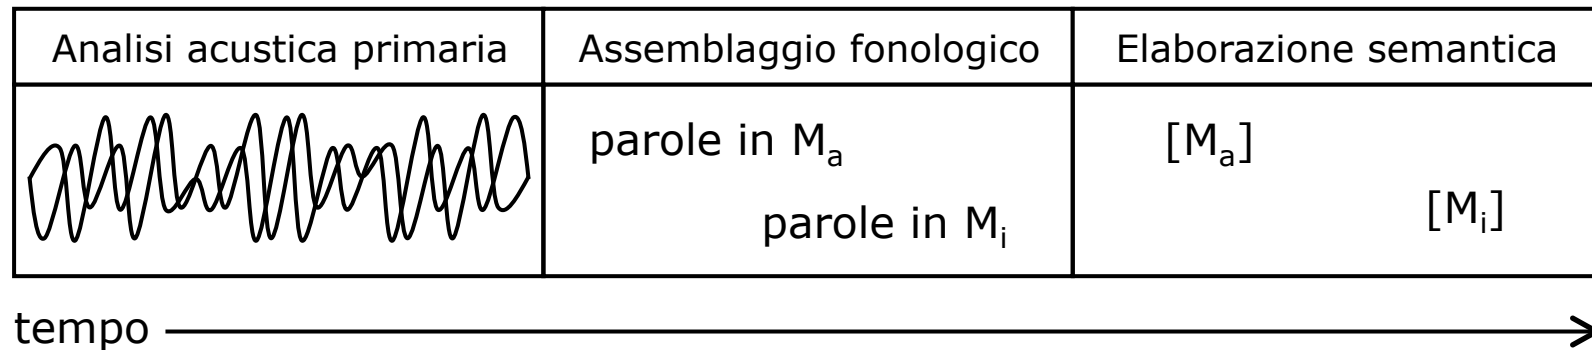 Analisi acustica primaria Assemblaggio fonologico Elaborazione semantica
parole in Mₐ [Mₐ]
parole in Mᵢ [Mᵢ]
tempo